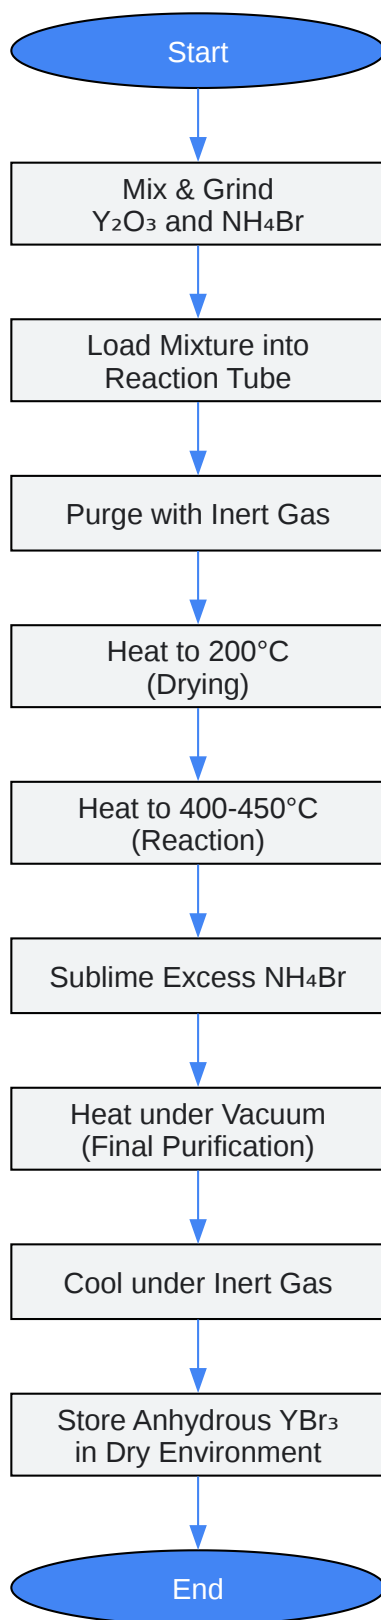 Start
Mix & Grind
Y₂O₃ and NH₄Br
Load Mixture into
Reaction Tube
Purge with Inert Gas
Heat to 200°C
(Drying)
Heat to 400-450°C
(Reaction)
Sublime Excess NH₄Br
Heat under Vacuum
(Final Purification)
Cool under Inert Gas
Store Anhydrous YBr₃
in Dry Environment
End